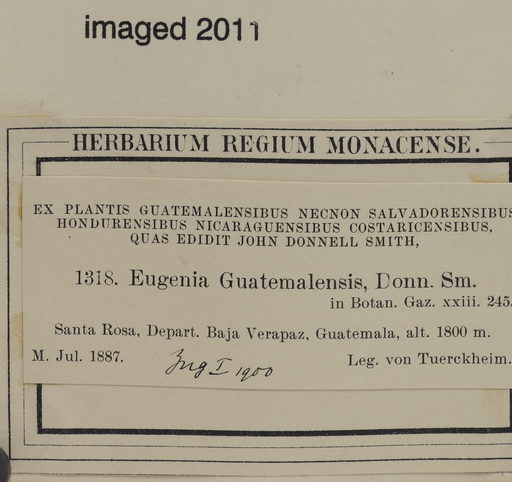 imaged 2011
HERBARIUM REGIUM MONACENSE.
EX PLANTIS GUATEMALENSIBUS NECNON SALVADORENSIBUS
HONDURENSIBUS NICARAGUENSIBUS COSTARICENSIBUS,
QUAS EDIDIT JOHN DONNELL SMITH,
1318. Eugenia Guatemalensis, Donn. Sm.
in Botan. Gaz. xxiii. 245.
Santa Rosa, Depart. Baja Verapaz, Guatemala, alt. 1800 m.
M. Jul. 1887.
Leg. von Tuerckheim.
Zug I 1900